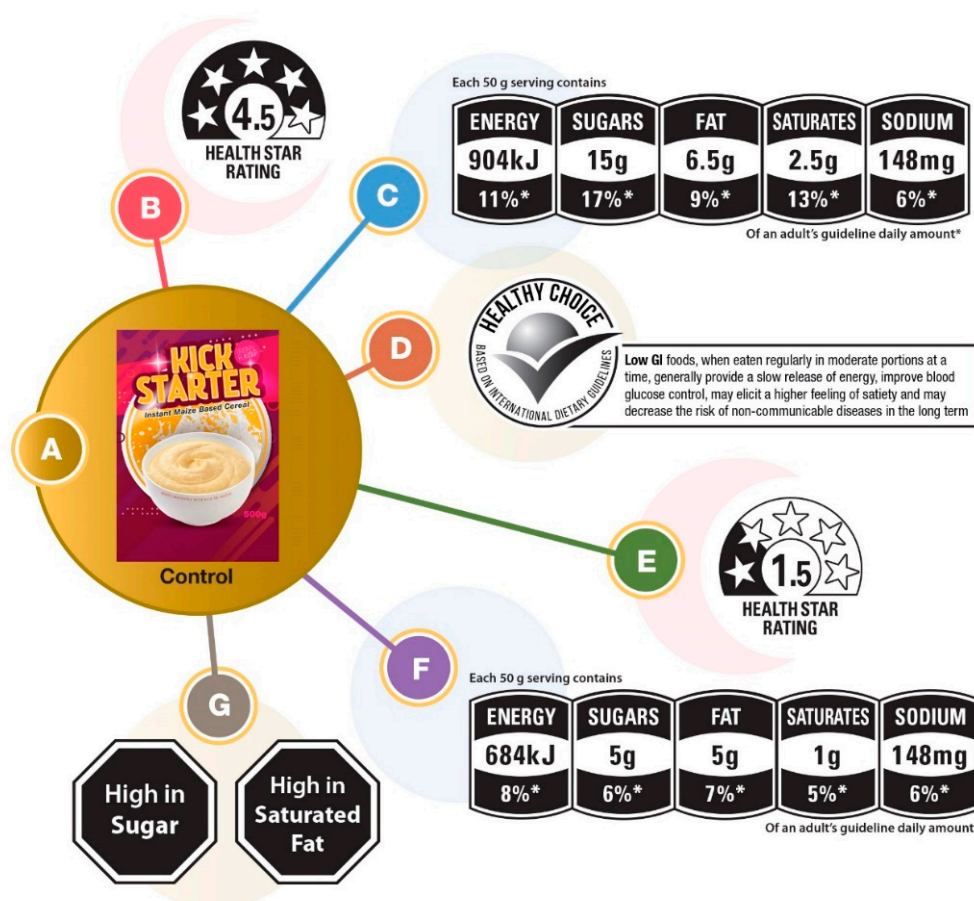 4.5
HEALTH STAR
RATING
B
Each 50 g serving contains
ENERGY SUGARS FAT SATURATES SODIUM
904kJ 15g 6.5g 2.5g 148mg
11%* 17%* 9%* 13%* 6%*
Of an adult's guideline daily amount*
C
HEALTHY CHOICE
BASED ON INTERNATIONAL DIETARY GUIDELINES
Low GI foods, when eaten regularly in moderate portions at a
time, generally provide a slow release of energy, improve blood
glucose control, may elicit a higher feeling of satiety and may
decrease the risk of non-communicable diseases in the long term
D
KICK
STARTER
Instant Maize Based Cereal
500g
A
Control
1.5
HEALTH STAR
RATING
E
F
Each 50 g serving contains
ENERGY SUGARS FAT SATURATES SODIUM
684kJ 5g 5g 1g 148mg
8%* 6%* 7%* 5%* 6%*
Of an adult's guideline daily amount
G
High in
Sugar
High in
Saturated
Fat